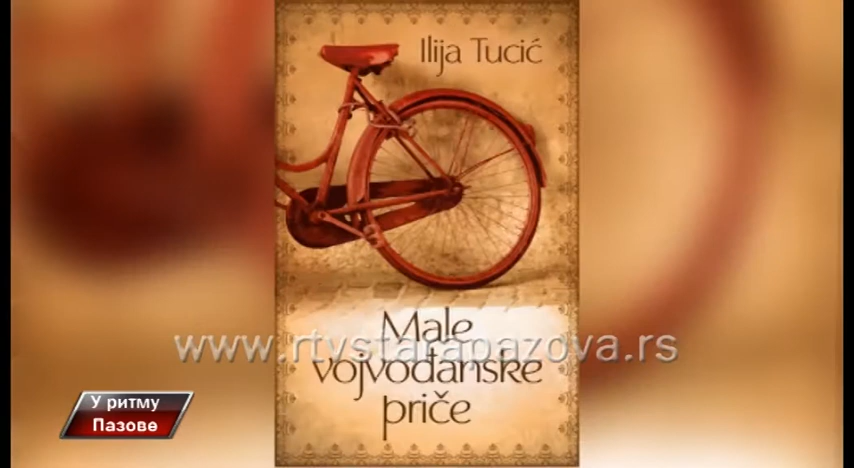 Ilija Tucić
Male
www.rtvstarapazova.rs
vojvođanske
priče
У ритму
Пазове